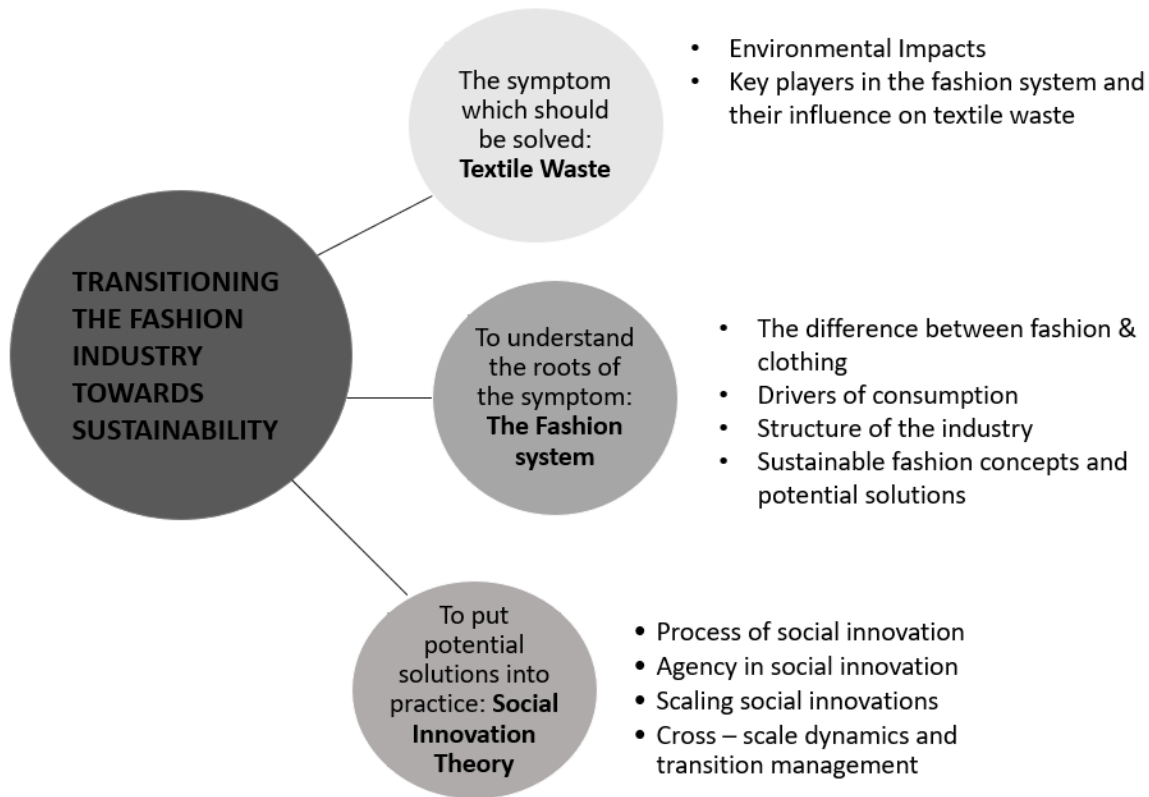 TRANSITIONING
THE FASHION
INDUSTRY
TOWARDS
SUSTAINABILITY
The symptom
which should
be solved:
Textile Waste
• Environmental Impacts
• Key players in the fashion system and
their influence on textile waste
To understand
the roots of
the symptom:
The Fashion
system
• The difference between fashion &
clothing
• Drivers of consumption
• Structure of the industry
• Sustainable fashion concepts and
potential solutions
To put
potential
solutions into
practice: Social
Innovation
Theory
• Process of social innovation
• Agency in social innovation
• Scaling social innovations
• Cross – scale dynamics and
transition management